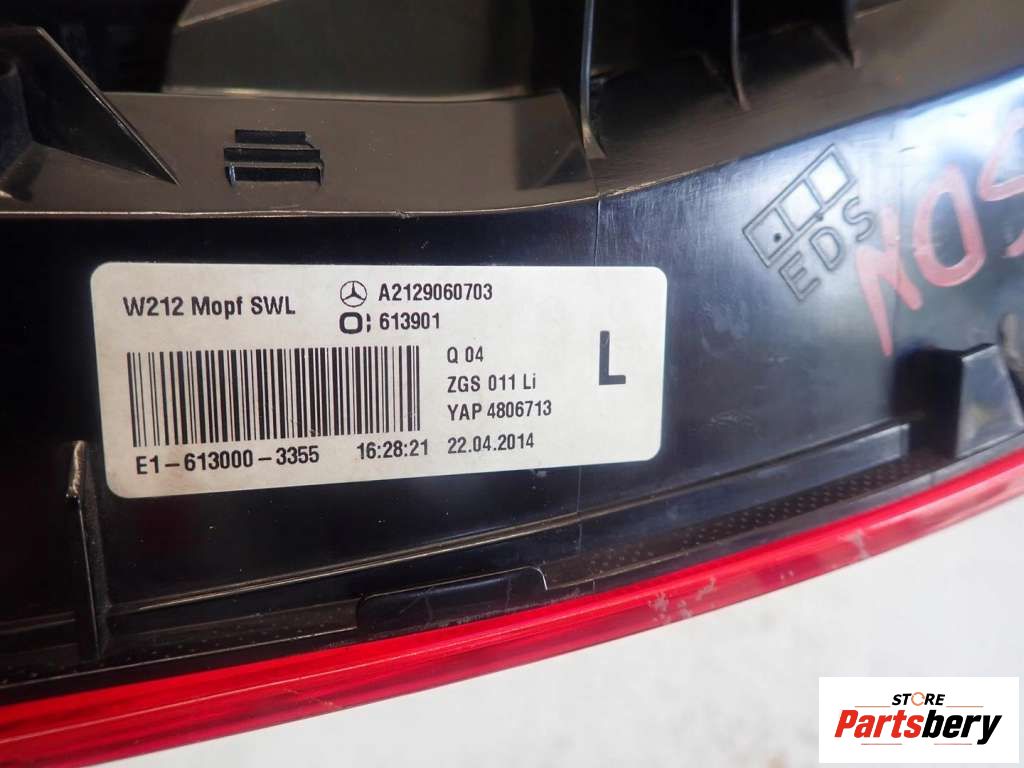 W212 Mopf SWL
A2129060703
O; 613901
Q 04
L
ZGS 011 Li
YAP 4806713
E1-613000-3355 16:28:21 22.04.2014
EDS
STORE
Partsbery